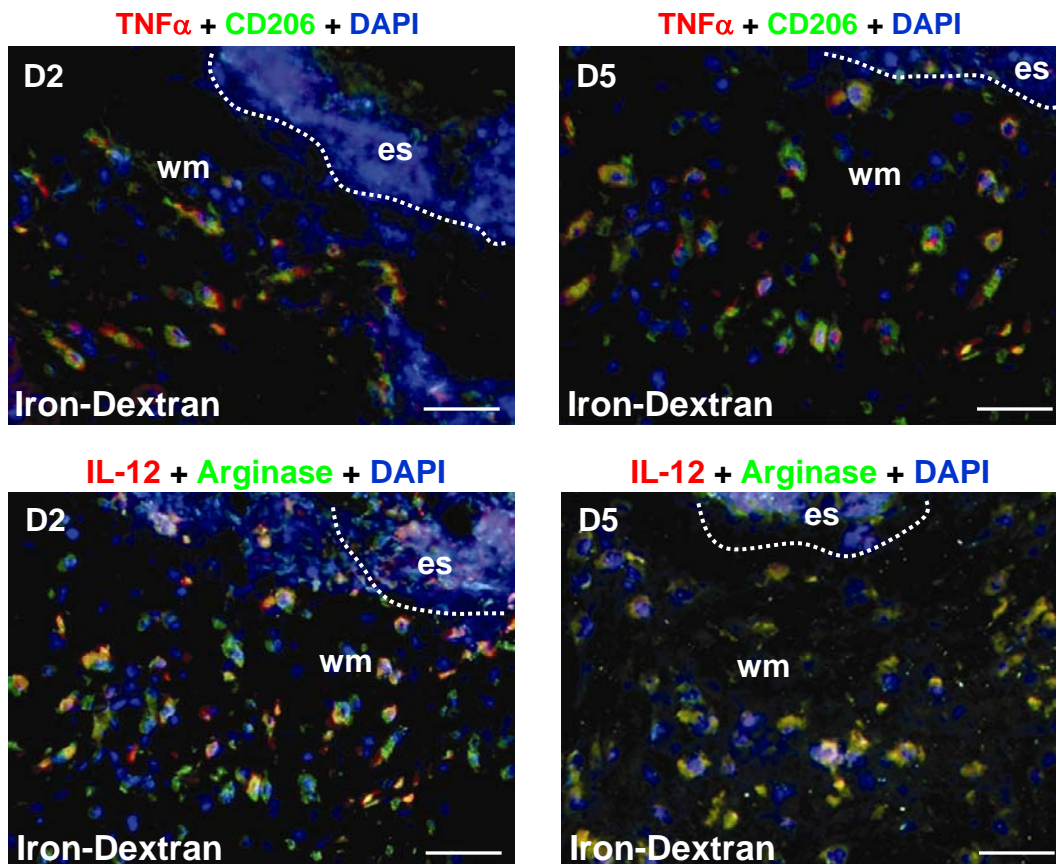 TNFα + CD206 + DAPI
D2
es
wm
Iron-Dextran
TNFα + CD206 + DAPI
D5
es
wm
Iron-Dextran
IL-12 + Arginase + DAPI
D2
es
wm
Iron-Dextran
IL-12 + Arginase + DAPI
D5
es
wm
Iron-Dextran